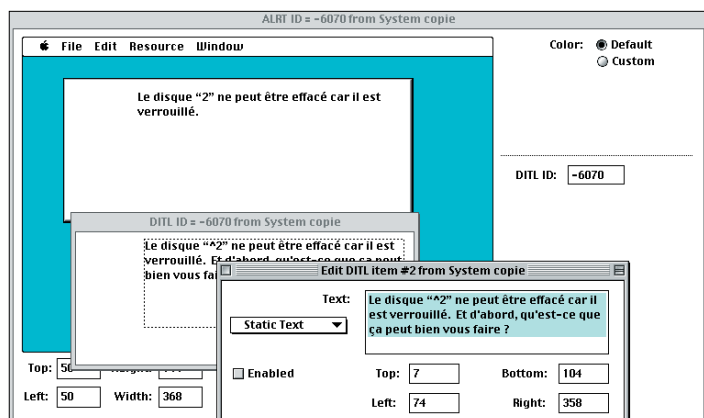 ALRT ID = -6070 from System copie
File Edit Resource Window
Color: Default
Custom
Le disque “2” ne peut être effacé car il est
verrouillé.
DITL ID: -6070
DITL ID = -6070 from System copie
Le disque “^2” ne peut être effacé car il est
verrouillé. Et d'abord, qu'est-ce que ça peut
bien vous fai
Edit DITL item #2 from System copie
Text:
Le disque “^2” ne peut être effacé car il
est verrouillé. Et d'abord, qu'est-ce que
ça peut bien vous faire ?
Static Text
Top: 50
Enabled
Top: 7
Bottom: 104
Left: 50
Width: 368
Left: 74
Right: 358